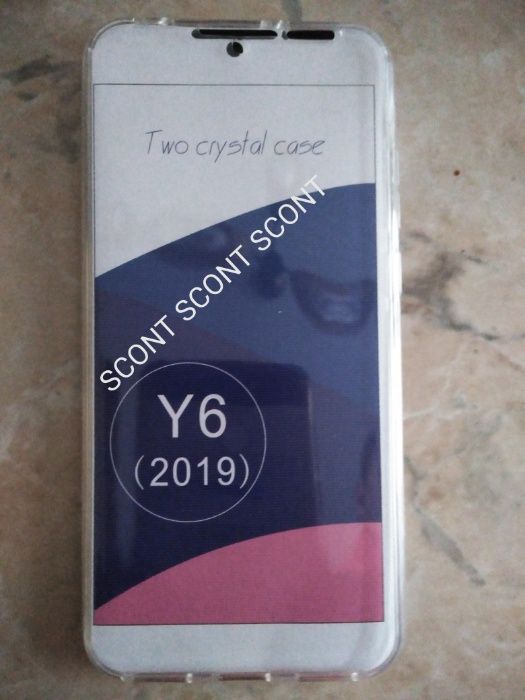 Two crystal case
SCONT SCONT SCONT
Y6
(2019)